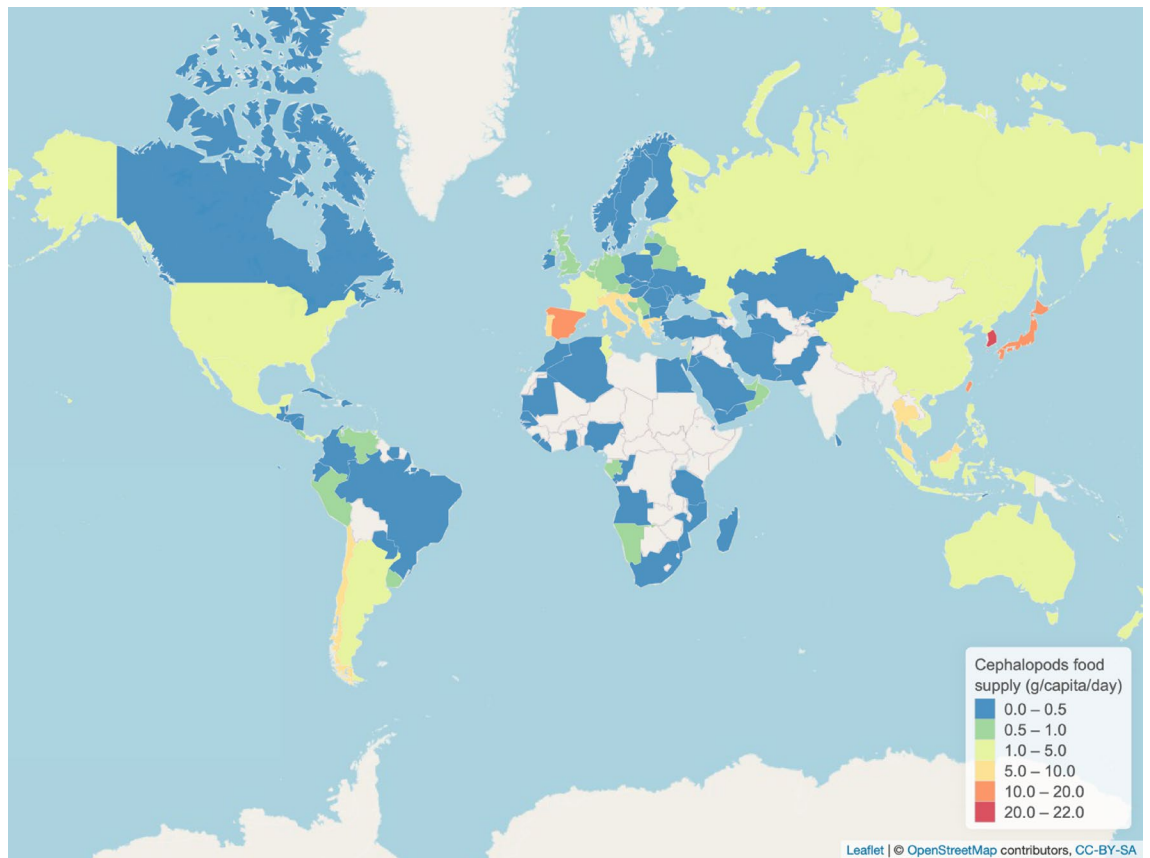 Cephalopods food
supply (g/capita/day)
0.0 – 0.5
0.5 – 1.0
1.0 – 5.0
5.0 – 10.0
10.0 – 20.0
20.0 – 22.0
Leaflet | © OpenStreetMap contributors, CC-BY-SA